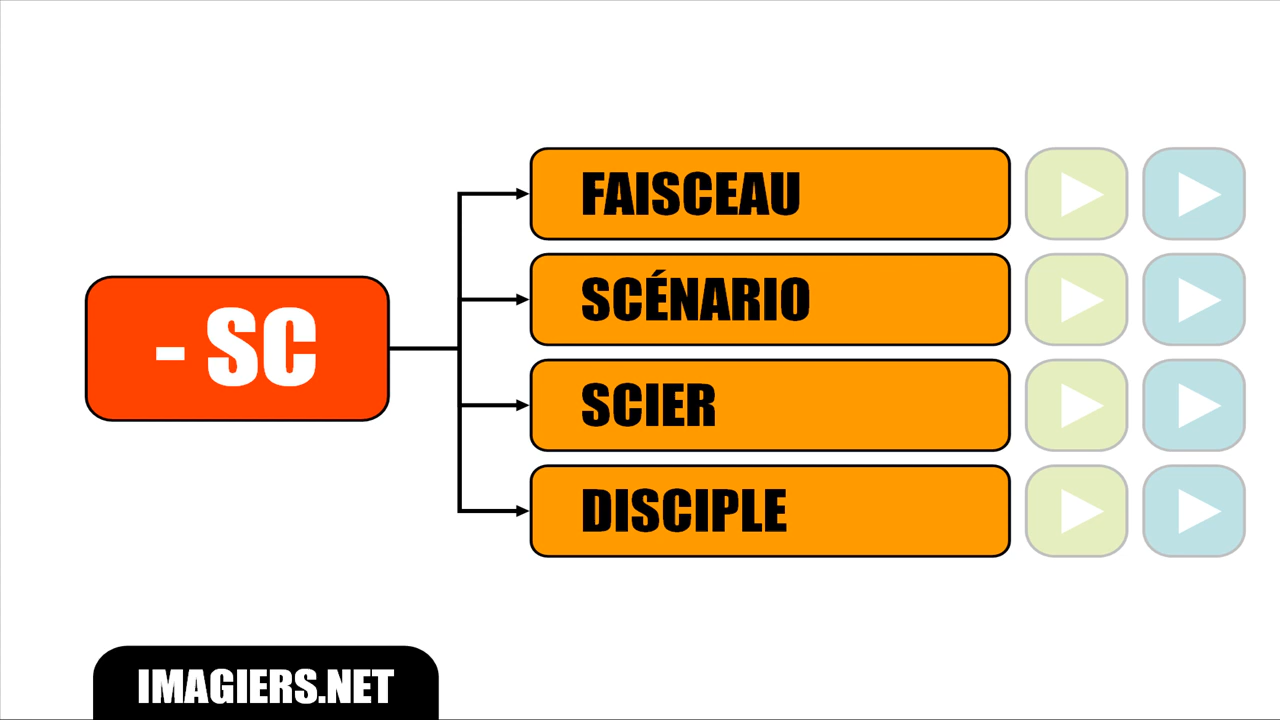 - SC
FAISCEAU
SCÉNARIO
SCIER
DISCIPLE
IMAGIERS.NET